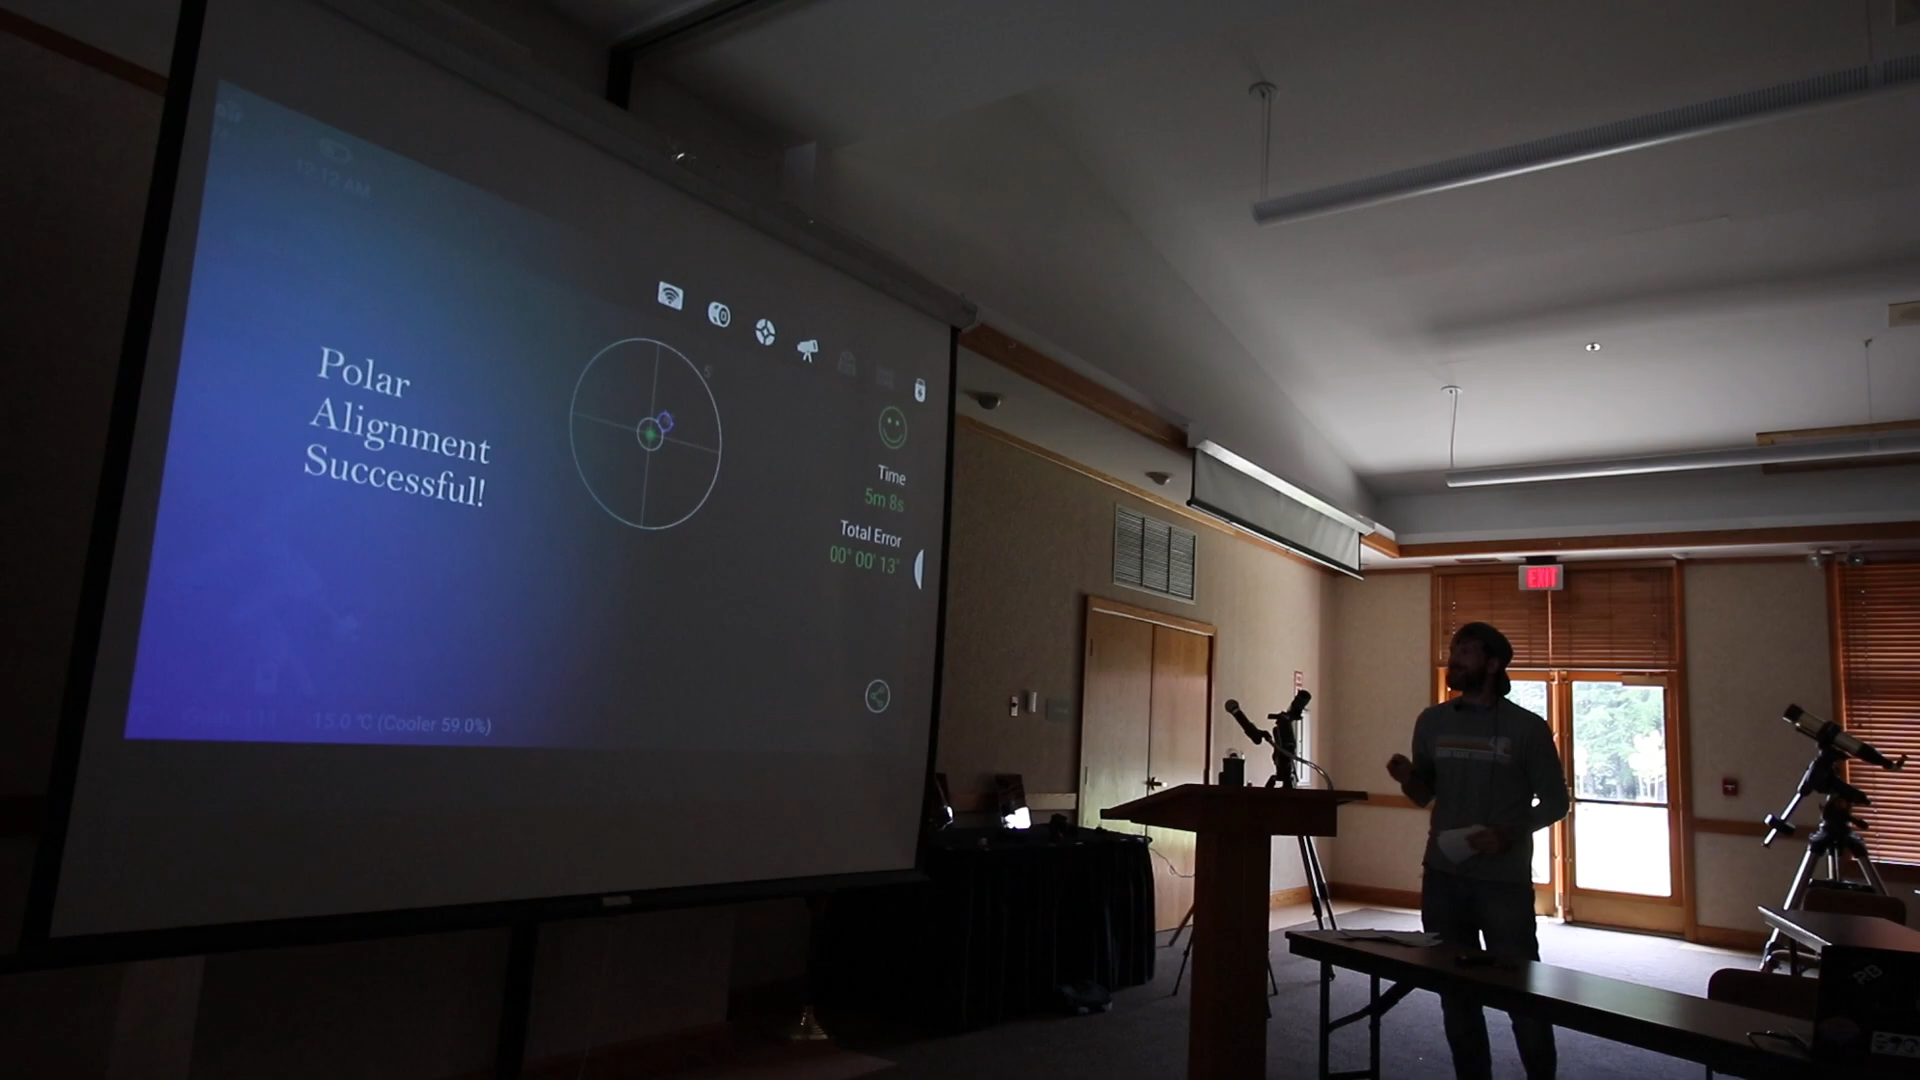 12:12 AM
5'
Polar
Alignment
Successful!
Time
5m 8s
Total Error
00° 00' 13"
-15.0 °C (Cooler 59.0%)
EXIT